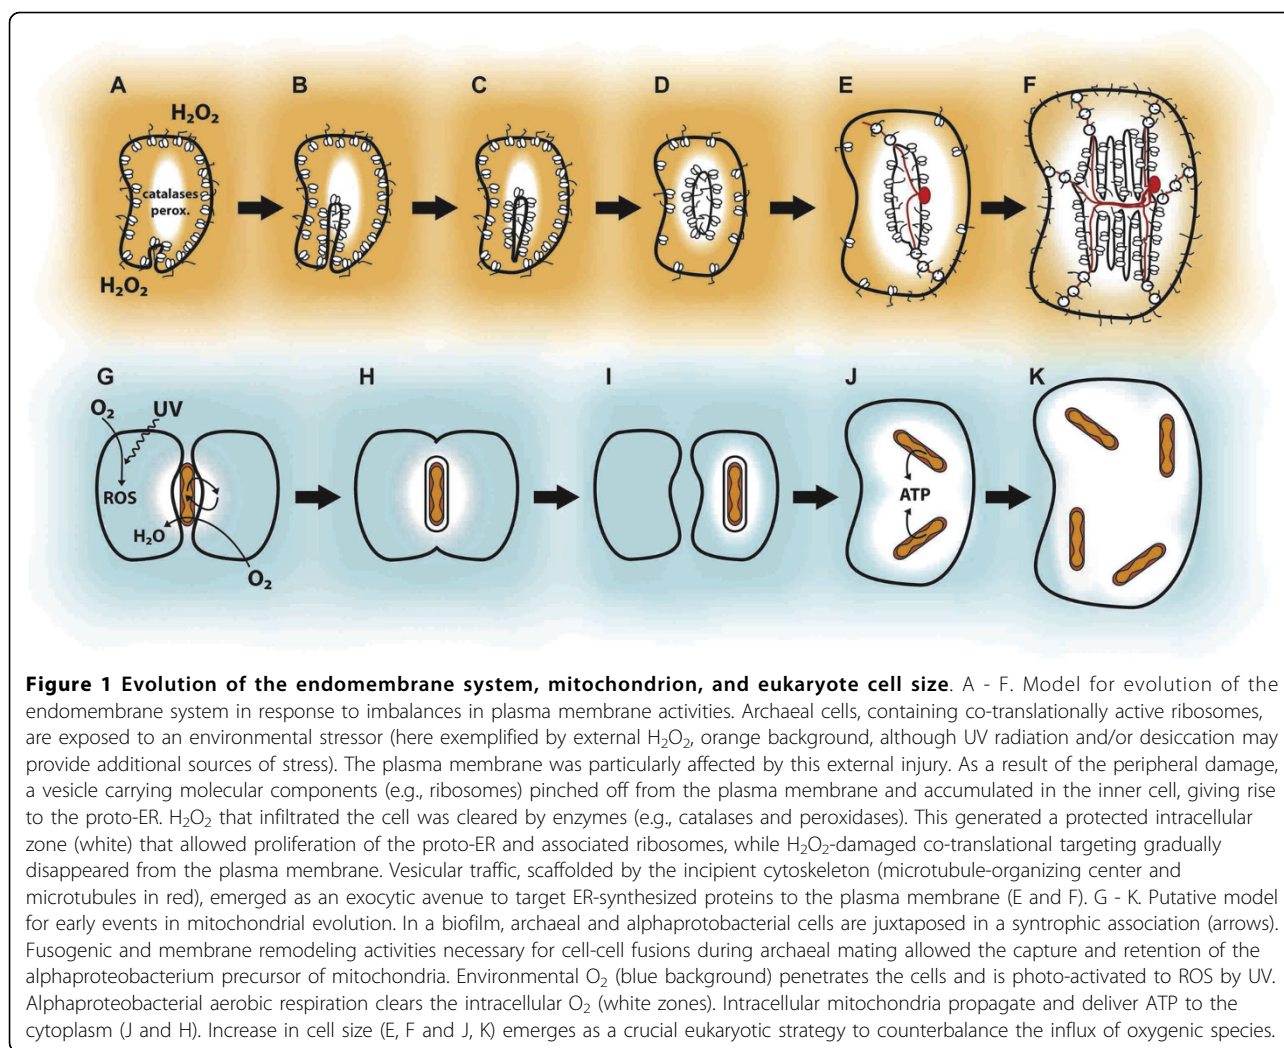 A B C D E F
H₂O₂
catalases
perox.
H₂O₂
G H I J K
O₂ UV
ROS
ATP
H₂O
O₂
Figure 1 Evolution of the endomembrane system, mitochondrion, and eukaryote cell size. A - F. Model for evolution of the
endomembrane system in response to imbalances in plasma membrane activities. Archaeal cells, containing co-translationally active ribosomes,
are exposed to an environmental stressor (here exemplified by external H₂O₂, orange background, although UV radiation and/or desiccation may
provide additional sources of stress). The plasma membrane was particularly affected by this external injury. As a result of the peripheral damage,
a vesicle carrying molecular components (e.g., ribosomes) pinched off from the plasma membrane and accumulated in the inner cell, giving rise
to the proto-ER. H₂O₂ that infiltrated the cell was cleared by enzymes (e.g., catalases and peroxidases). This generated a protected intracellular
zone (white) that allowed proliferation of the proto-ER and associated ribosomes, while H₂O₂-damaged co-translational targeting gradually
disappeared from the plasma membrane. Vesicular traffic, scaffolded by the incipient cytoskeleton (microtubule-organizing center and
microtubules in red), emerged as an exocytic avenue to target ER-synthesized proteins to the plasma membrane (E and F). G - K. Putative model
for early events in mitochondrial evolution. In a biofilm, archaeal and alphaprotobacterial cells are juxtaposed in a syntrophic association (arrows).
Fusogenic and membrane remodeling activities necessary for cell-cell fusions during archaeal mating allowed the capture and retention of the
alphaproteobacterium precursor of mitochondria. Environmental O₂ (blue background) penetrates the cells and is photo-activated to ROS by UV.
Alphaproteobacterial aerobic respiration clears the intracellular O₂ (white zones). Intracellular mitochondria propagate and deliver ATP to the
cytoplasm (J and H). Increase in cell size (E, F and J, K) emerges as a crucial eukaryotic strategy to counterbalance the influx of oxygenic species.